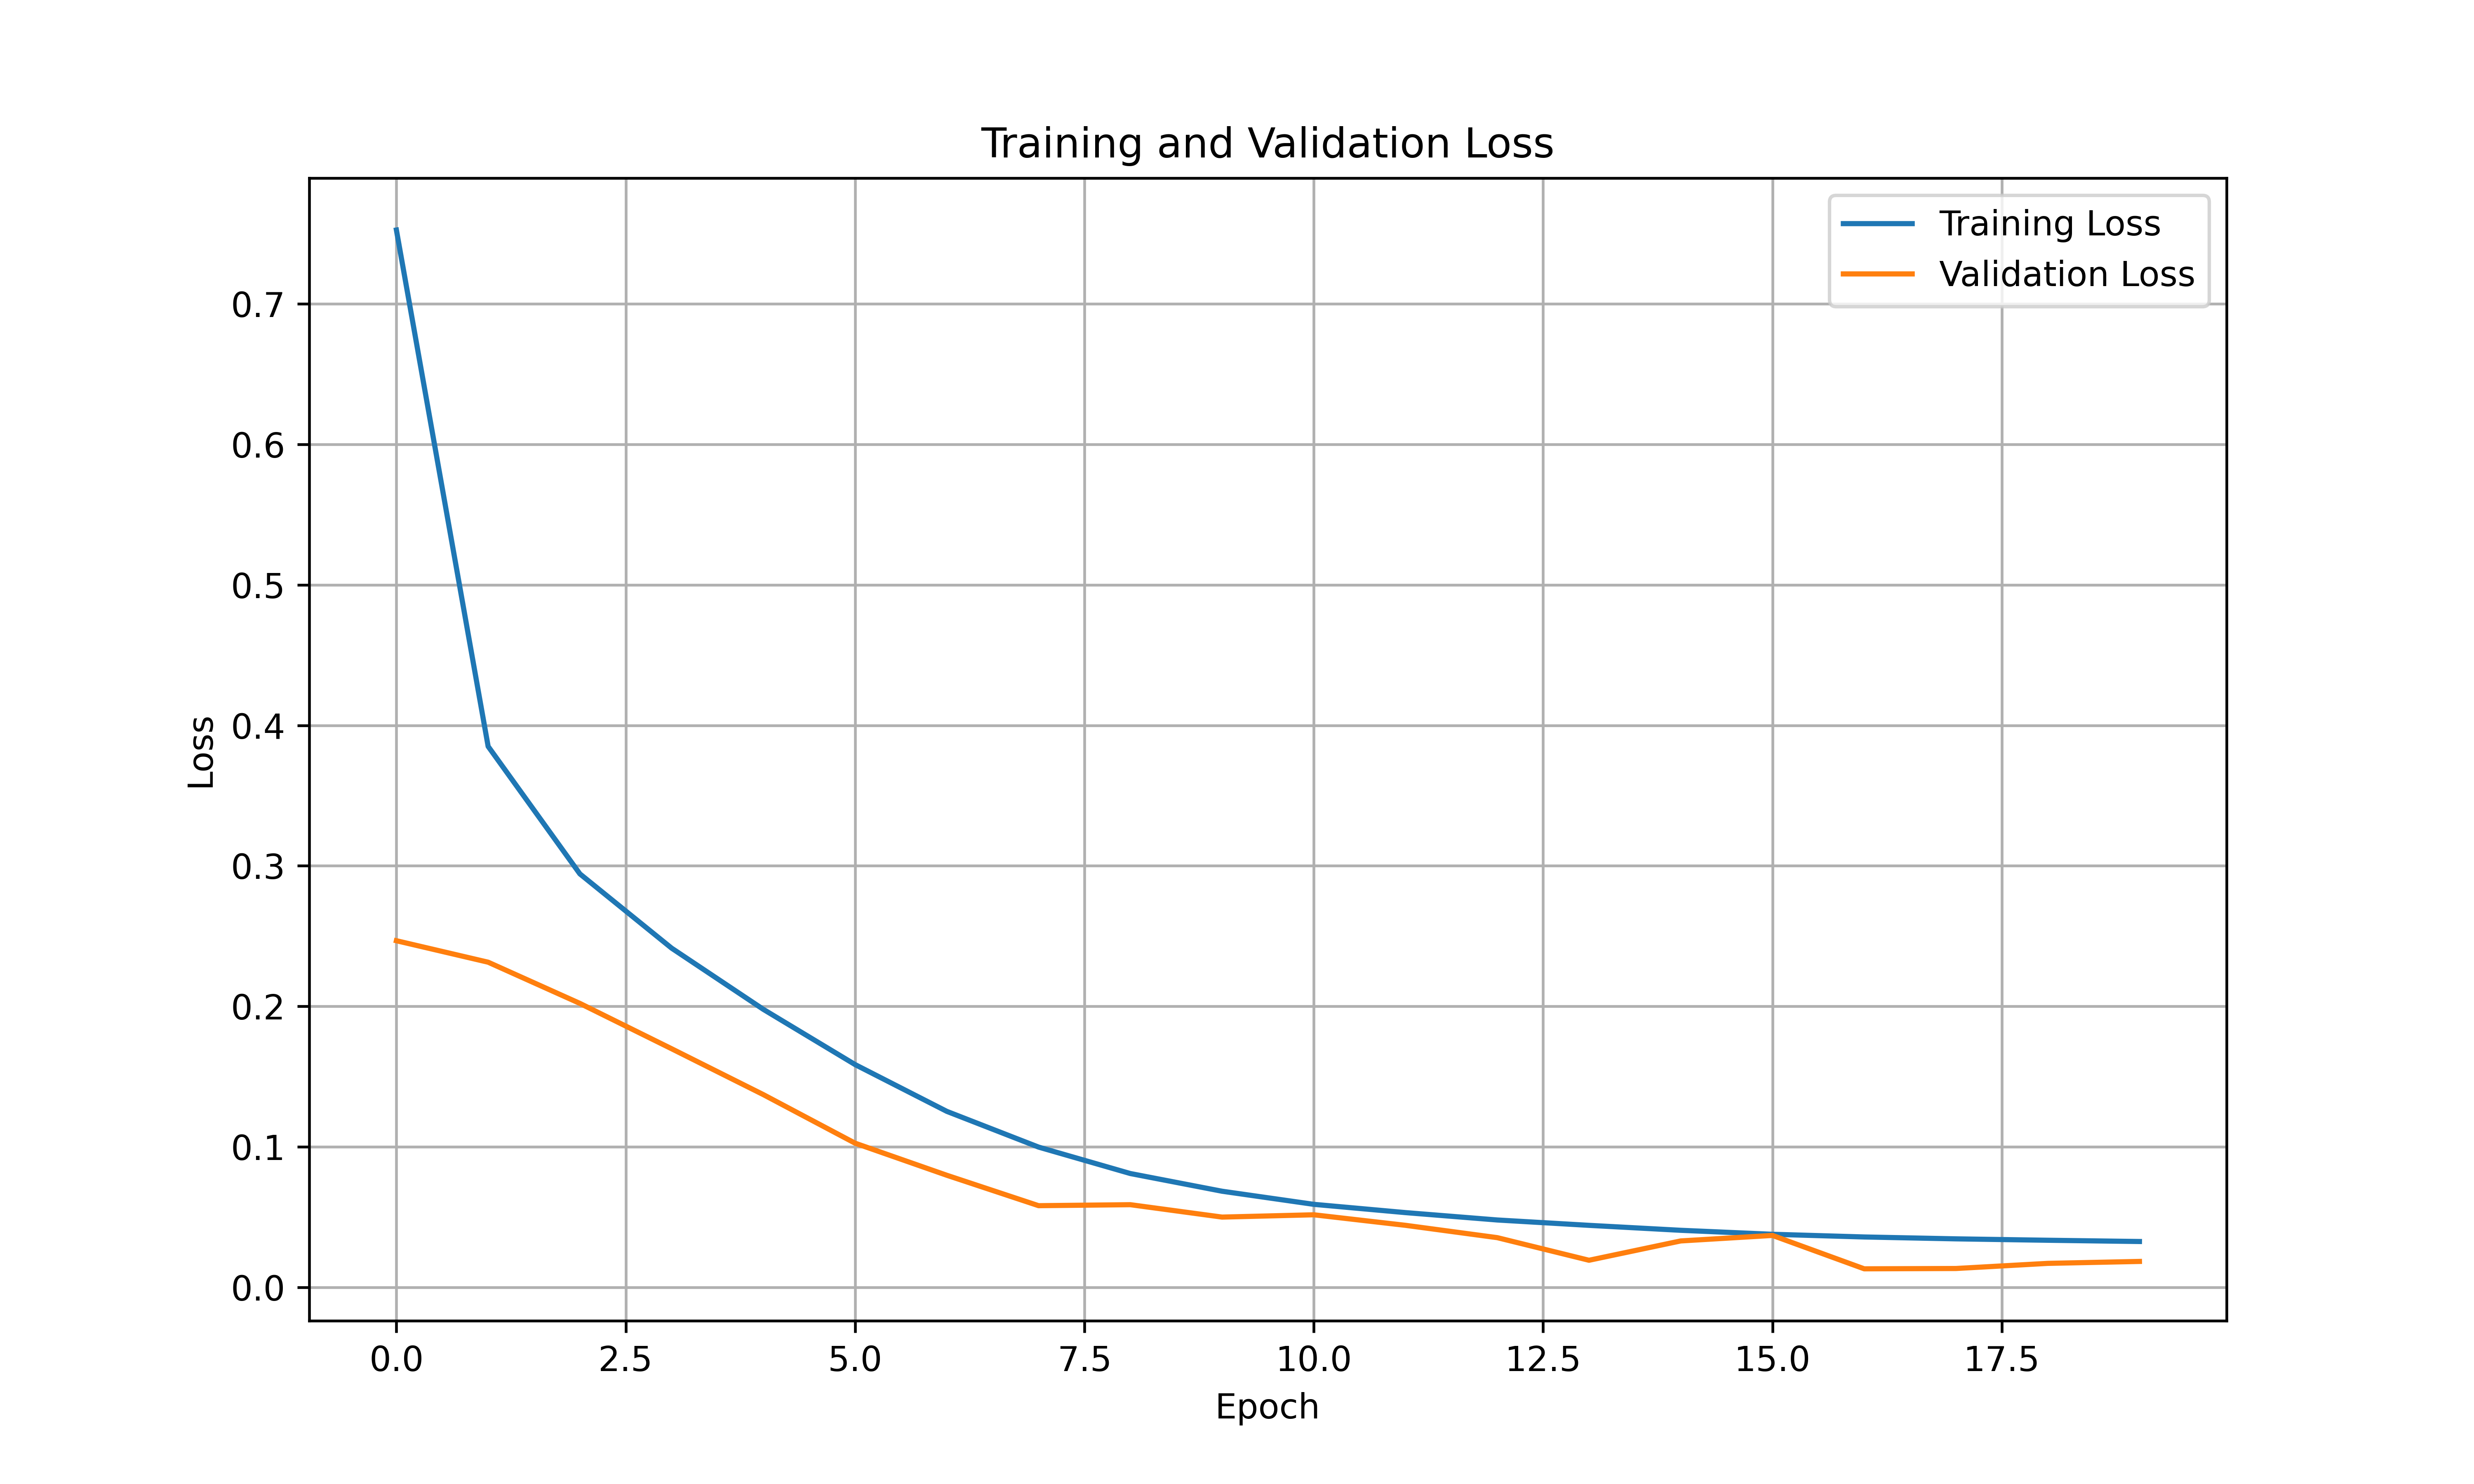 Training and Validation Loss
Training Loss
Validation Loss
0.7
0.6
0.5
0.4
0.3
0.2
0.1
0.0
Loss
0.0 2.5 5.0 7.5 10.0 12.5 15.0 17.5
Epoch